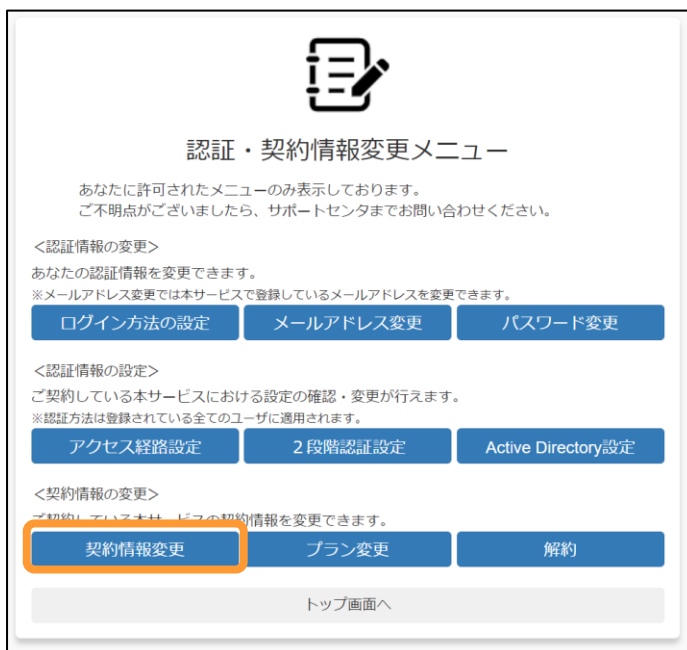 認証・契約情報変更メニュー
あなたに許可されたメニューのみ表示しております。
ご不明点がございましたら、サポートセンタまでお問い合わせください。
＜認証情報の変更＞
あなたの認証情報を変更できます。
※メールアドレス変更では本サービスで登録しているメールアドレスを変更できます。
ログイン方法の設定 メールアドレス変更 パスワード変更
＜認証情報の設定＞
ご契約している本サービスにおける設定の確認・変更が行えます。
※認証方法は登録されている全てのユーザに適用されます。
アクセス経路設定 2段階認証設定 Active Directory設定
＜契約情報の変更＞
ご契約している本サービスの契約情報を変更できます。
契約情報変更 プラン変更 解約
トップ画面へ